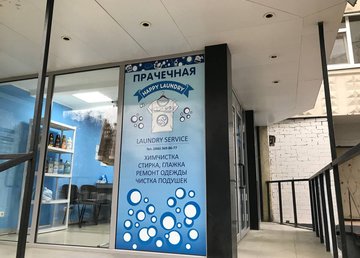 ПРАЧЕЧНАЯ
HAPPY LAUNDRY
LAUNDRY SERVICE
ХИМЧИСТКА
СТИРКА, ГЛАЖКА
РЕМОНТ ОДЕЖДЫ
ЧИСТКА ПОДУШЕК